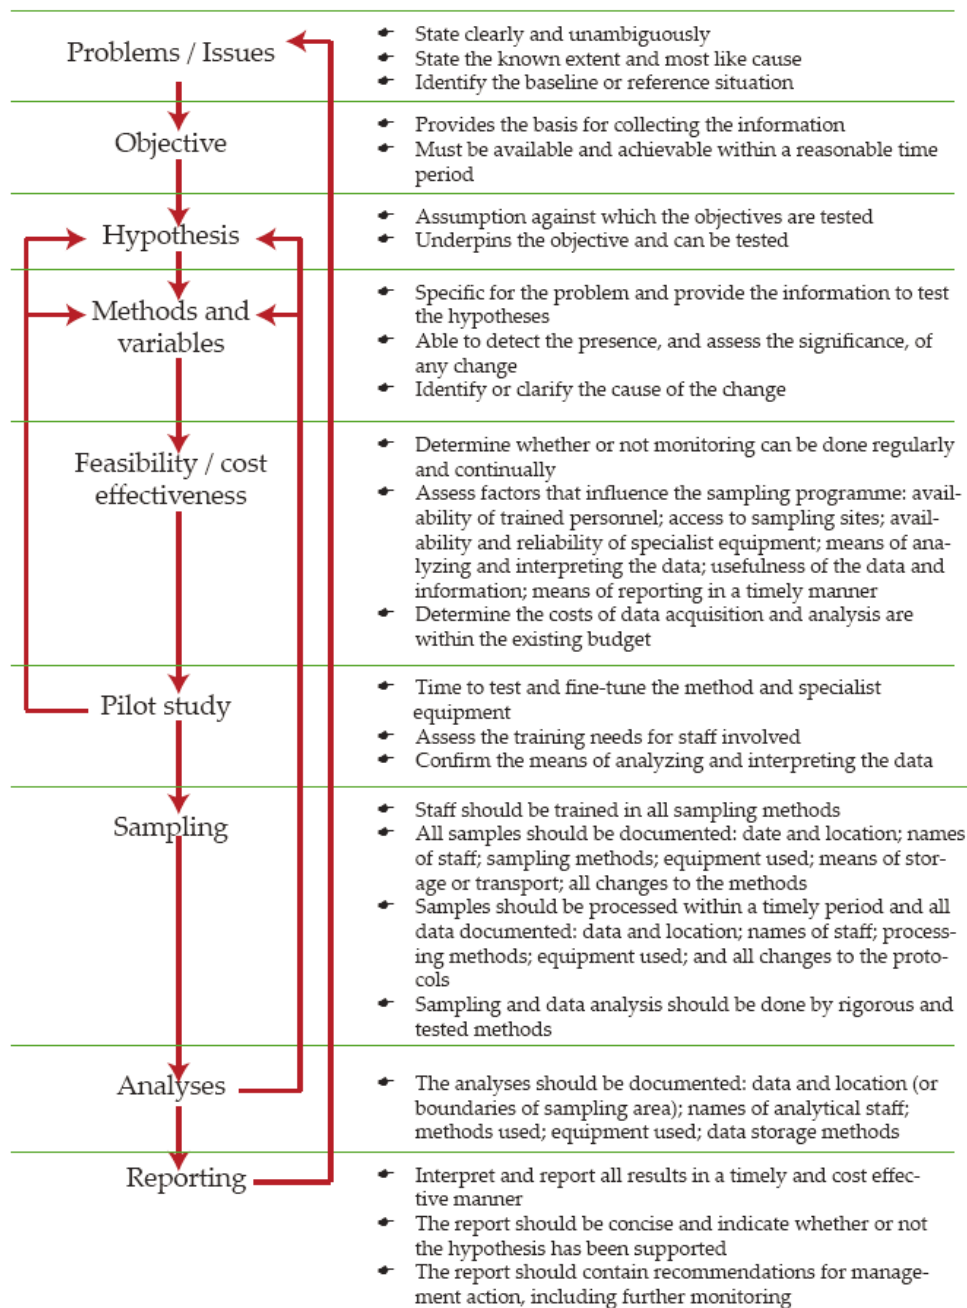 Problems / Issues
State clearly and unambiguously
State the known extent and most like cause
Identify the baseline or reference situation
Objective
Provides the basis for collecting the information
Must be available and achievable within a reasonable time
period
Hypothesis
Assumption against which the objectives are tested
Underpins the objective and can be tested
Methods and
variables
Specific for the problem and provide the information to test
the hypotheses
Able to detect the presence, and assess the significance, of
any change
Identify or clarify the cause of the change
Feasibility / cost
effectiveness
Determine whether or not monitoring can be done regularly
and continually
Assess factors that influence the sampling programme: avail-
ability of trained personnel; access to sampling sites; avail-
ability and reliability of specialist equipment; means of ana-
lyzing and interpreting the data; usefulness of the data and
information; means of reporting in a timely manner
Determine the costs of data acquisition and analysis are
within the existing budget
Pilot study
Time to test and fine-tune the method and specialist
equipment
Assess the training needs for staff involved
Confirm the means of analyzing and interpreting the data
Sampling
Staff should be trained in all sampling methods
All samples should be documented: date and location; names
of staff; sampling methods; equipment used; means of stor-
age or transport; all changes to the methods
Samples should be processed within a timely period and all
data documented: data and location; names of staff; process-
ing methods; equipment used; and all changes to the proto-
cols
Sampling and data analysis should be done by rigorous and
tested methods
Analyses
The analyses should be documented: data and location (or
boundaries of sampling area); names of analytical staff;
methods used; equipment used; data storage methods
Reporting
Interpret and report all results in a timely and cost effec-
tive manner
The report should be concise and indicate whether or not
the hypothesis has been supported
The report should contain recommendations for manage-
ment action, including further monitoring